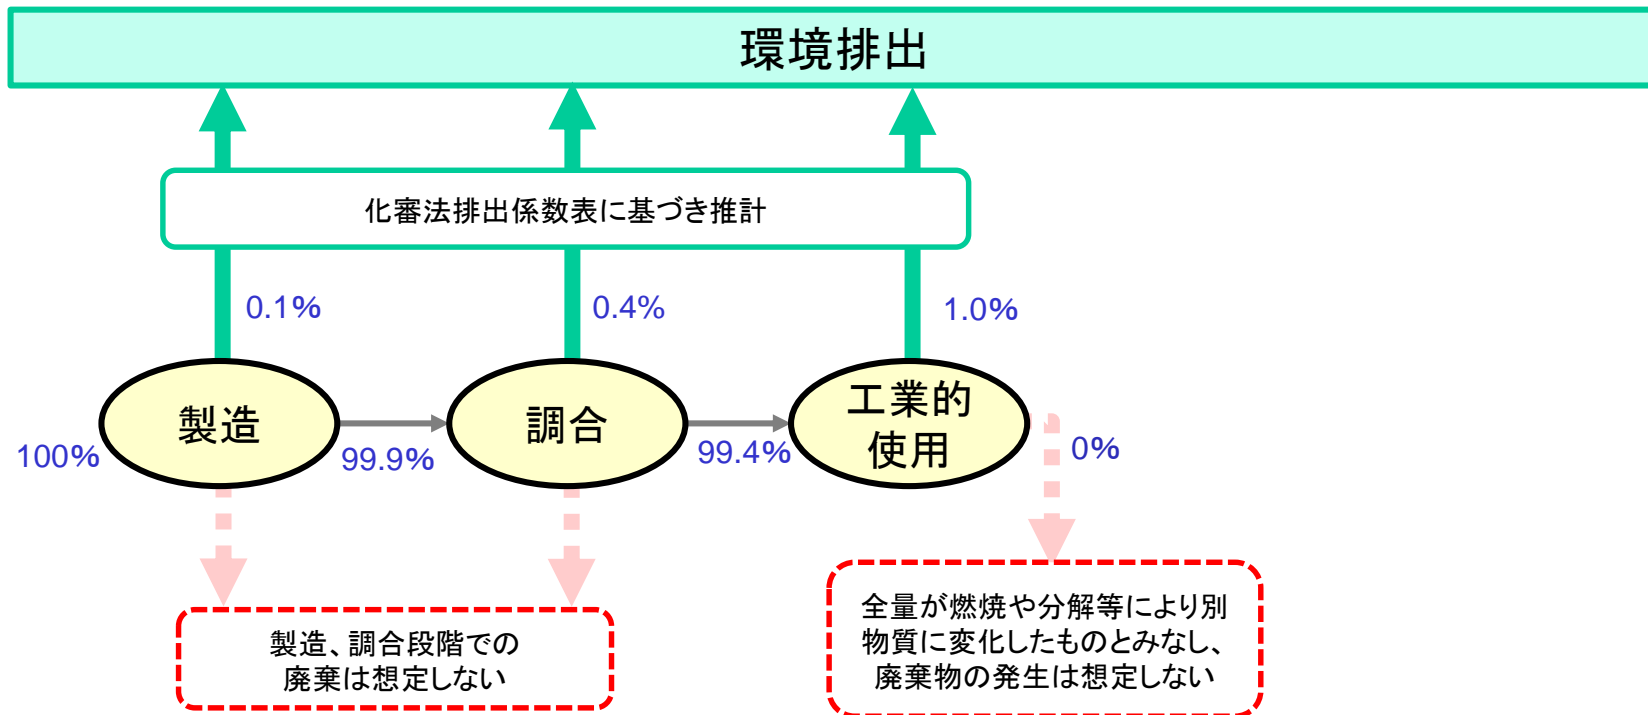 環境排出
化審法排出係数表に基づき推計
0.1%
0.4%
1.0%
製造
調合
工業的
使用
100%
99.9%
99.4%
0%
製造、調合段階での
廃棄は想定しない
全量が燃焼や分解等により別
物質に変化したものとみなし、
廃棄物の発生は想定しない